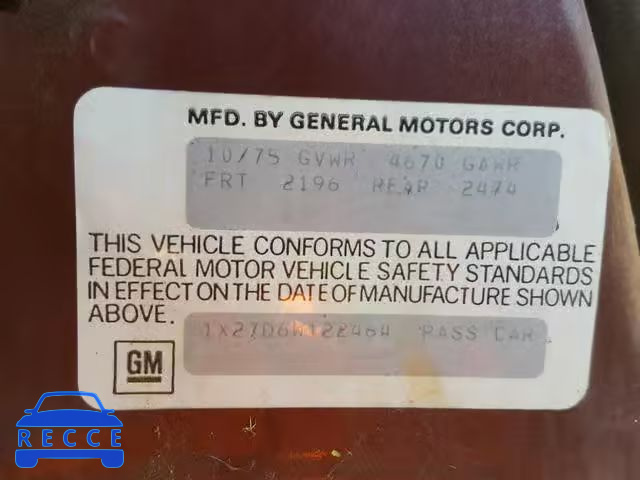 MFD. BY GENERAL MOTORS CORP.
10/75 GVWR 4670 GAWR
FRT 2196 REAR 2474
THIS VEHICLE CONFORMS TO ALL APPLICABLE
FEDERAL MOTOR VEHICLE SAFETY STANDARDS
IN EFFECT ON THE DATE OF MANUFACTURE SHOWN
ABOVE.
1X27D6W122464 PASS CAR
GM
RECCE